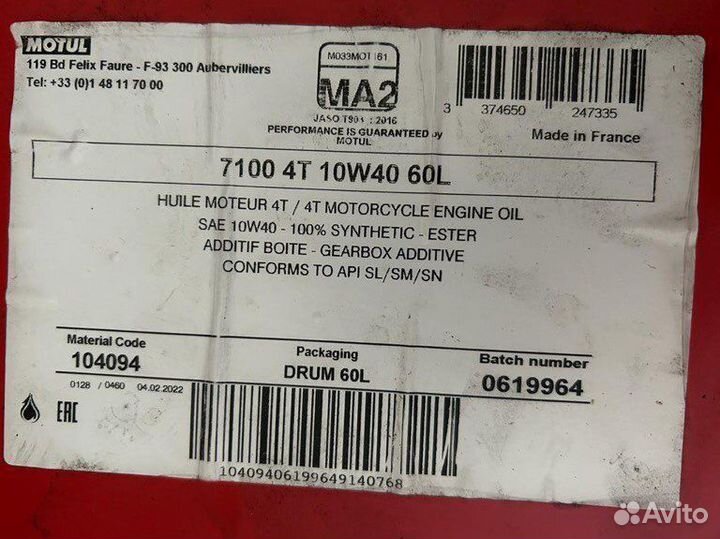 MOTUL
119 Bd Felix Faure - F-93 300 Aubervilliers
Tel: +33 (0)1 48 11 70 00
M033MOT161
MA2
JASO T903 : 2016
PERFORMANCE IS GUARANTEED by
MOTUL
3 374650 247335
Made in France
7100 4T 10W40 60L
HUILE MOTEUR 4T / 4T MOTORCYCLE ENGINE OIL
SAE 10W40 - 100% SYNTHETIC - ESTER
ADDITIF BOITE - GEARBOX ADDITIVE
CONFORMS TO API SL/SM/SN
Material Code
104094
Packaging
DRUM 60L
Batch number
0619964
0128 / 0460 04.02.2022
EAC
10409406199649140768
Avito